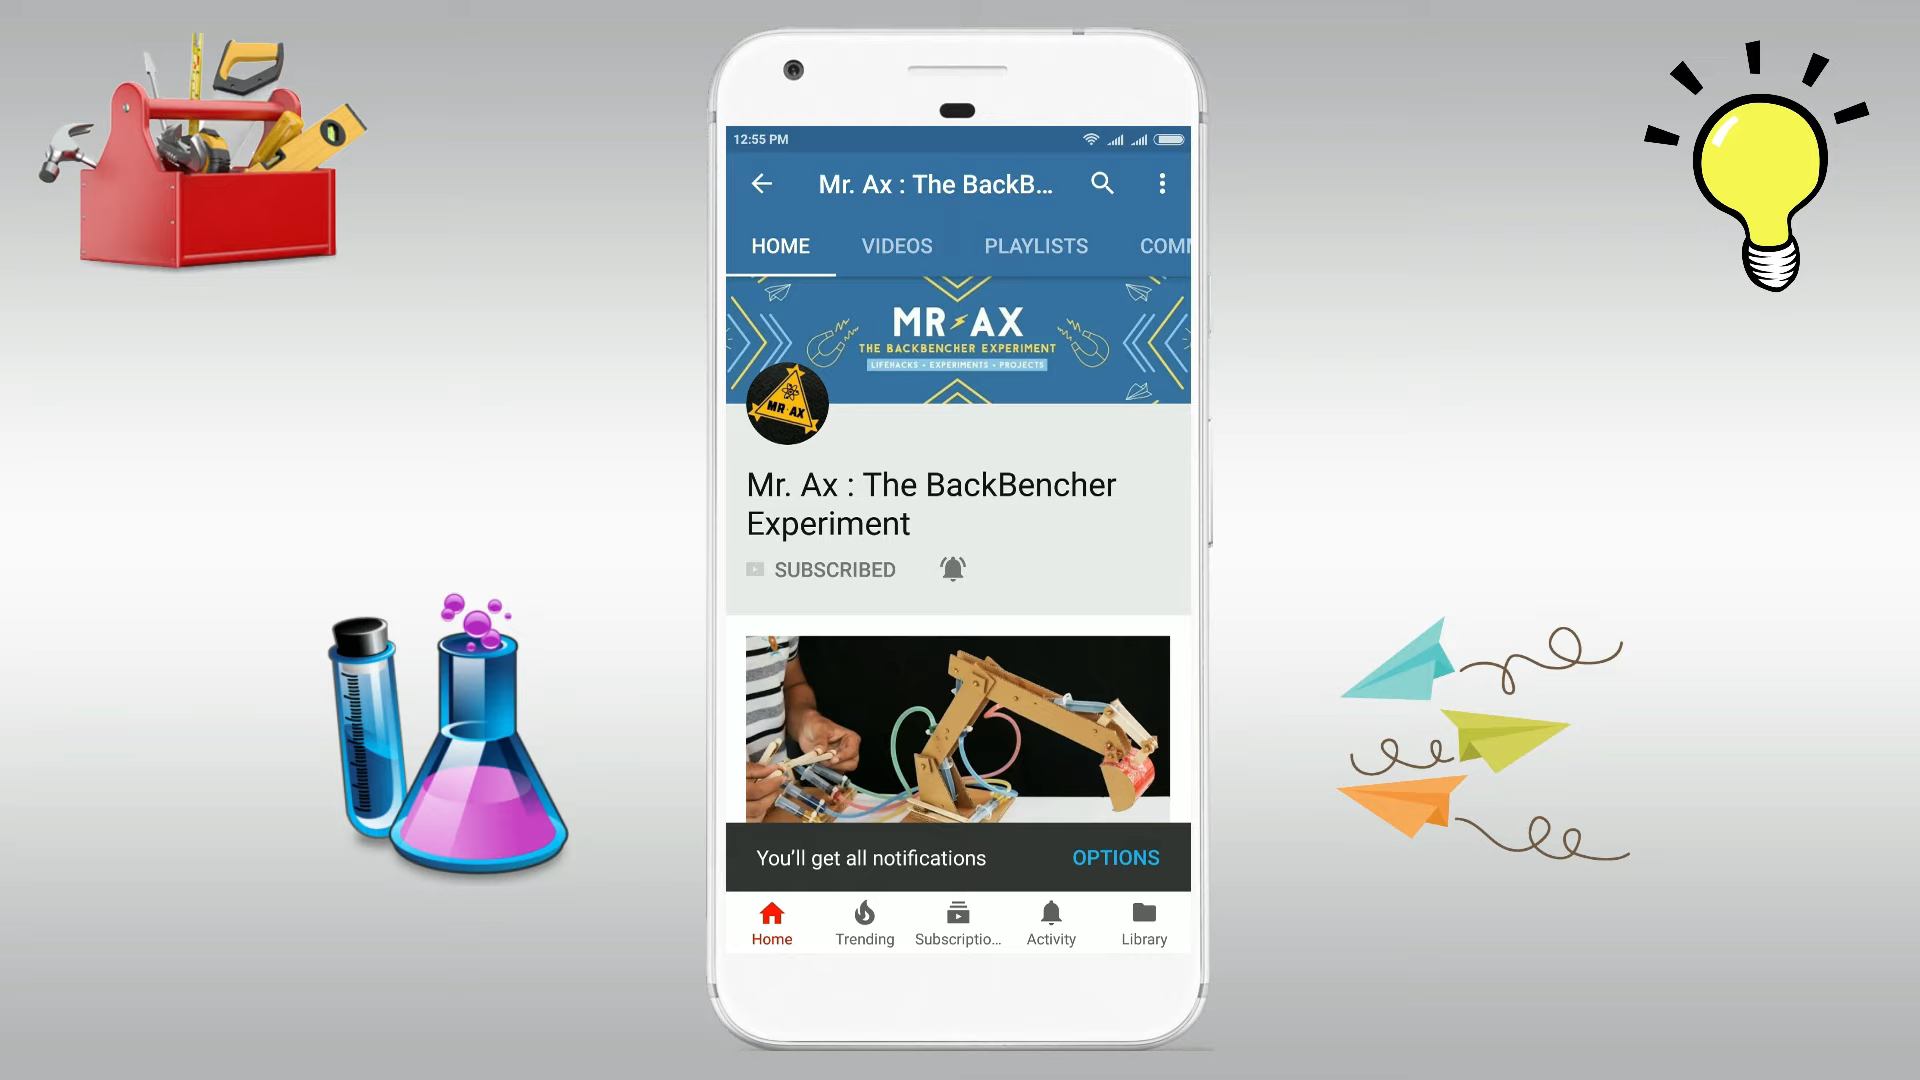 12:55 PM
Mr. Ax : The BackB...
HOME VIDEOS PLAYLISTS COMM
MR AX
THE BACKBENCHER EXPERIMENT
LIFEHACKS • EXPERIMENTS • PROJECTS
MR AX
Mr. Ax : The BackBencher
Experiment
SUBSCRIBED
You’ll get all notifications OPTIONS
Home Trending Subscriptio... Activity Library